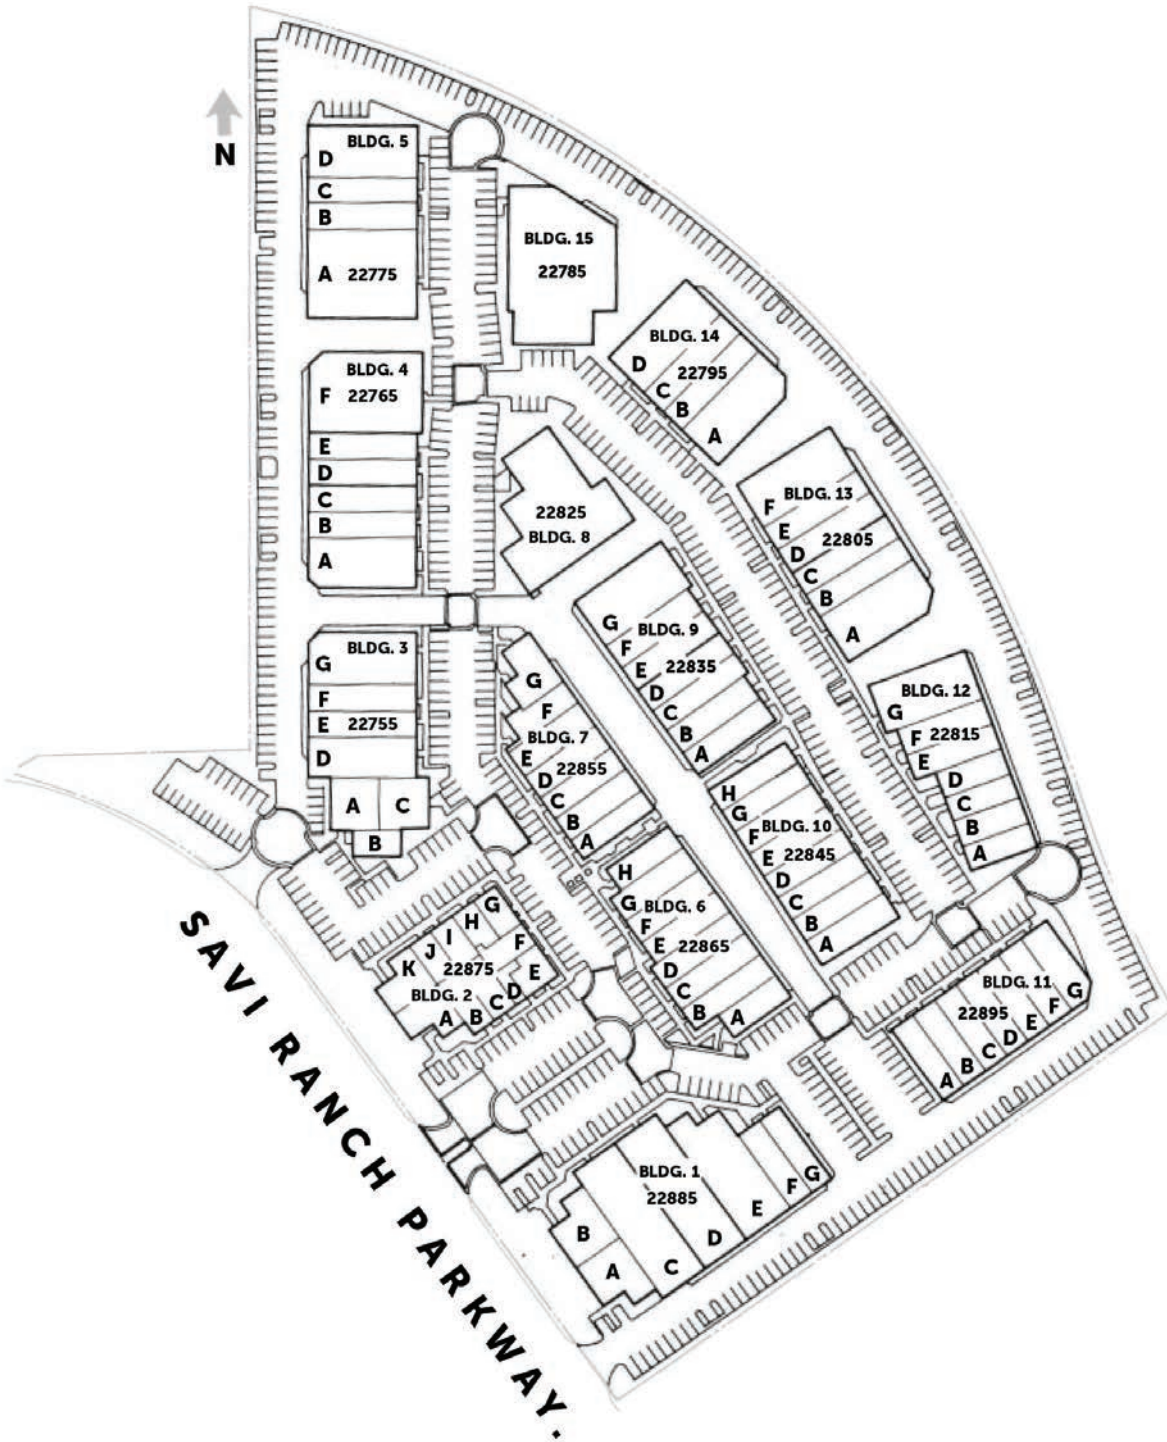 N
BLDG. 5
D
C
B
A 22775
BLDG. 15
22785
BLDG. 14
22795
D
C
B
A
BLDG. 4
F 22765
E
D
C
B
A
22825
BLDG. 8
BLDG. 13
22805
F
E
D
C
B
A
BLDG. 9
22835
G
F
E
D
C
B
A
BLDG. 3
G
F
E 22755
D
A C
B
G
F
BLDG. 7
22855
E
D
C
B
A
BLDG. 12
22815
G
F
E
D
C
B
A
H
G
F
E
D
C
B
A
BLDG. 10
22845
H
G
F
E
D
C
B
A
BLDG. 6
22865
K
J
I
H
G
F
E
D
C
B
A
22875
BLDG. 2
BLDG. 11
22895
A
B
C
D
E
F
G
BLDG. 1
22885
B
A
C
D
E
F
G
SAVI RANCH PARKWAY.